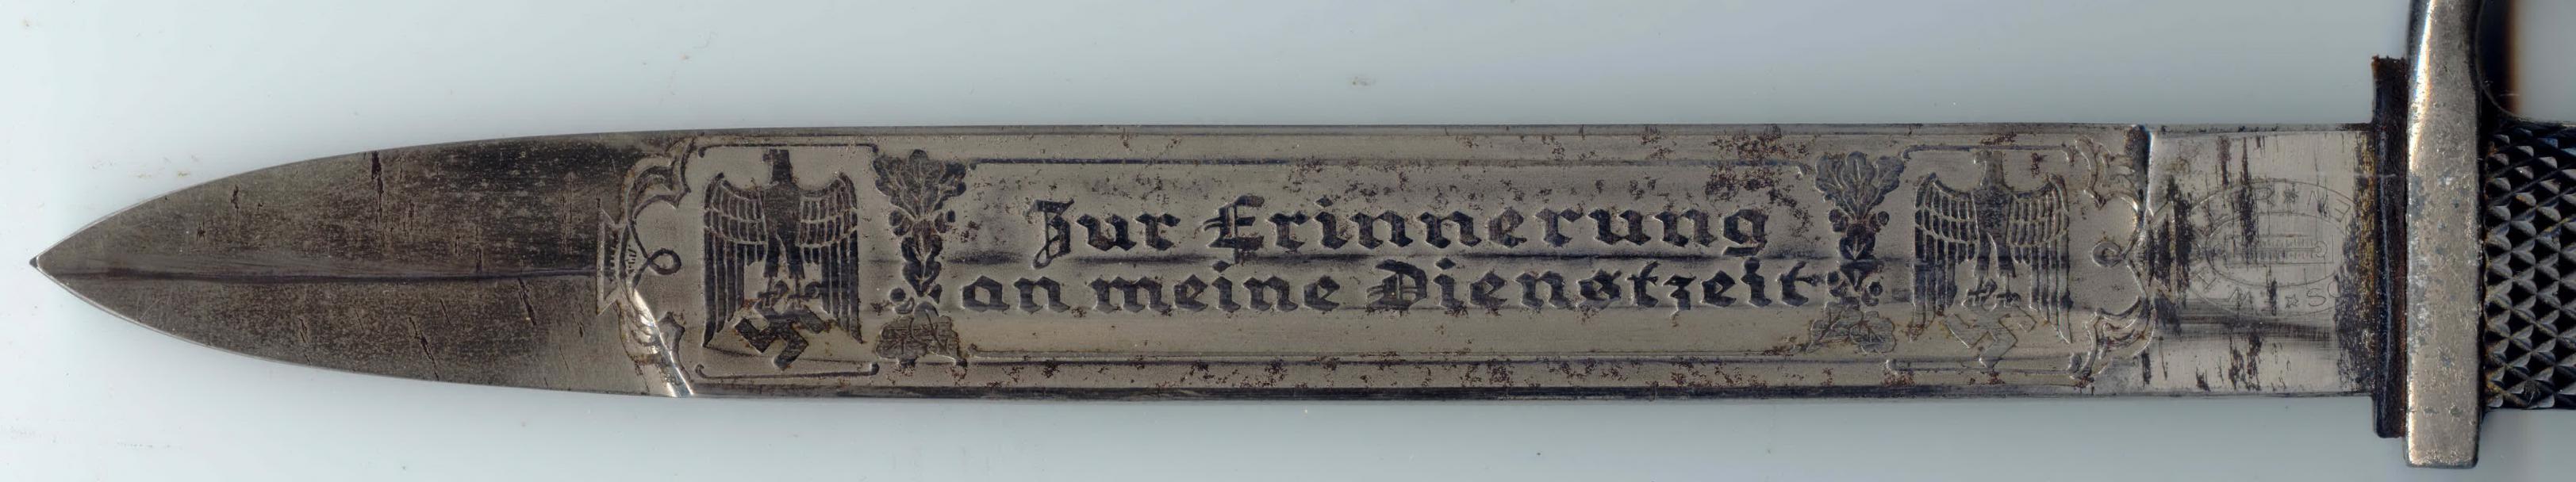 Zur Erinnerung
an meine Dienstzeit